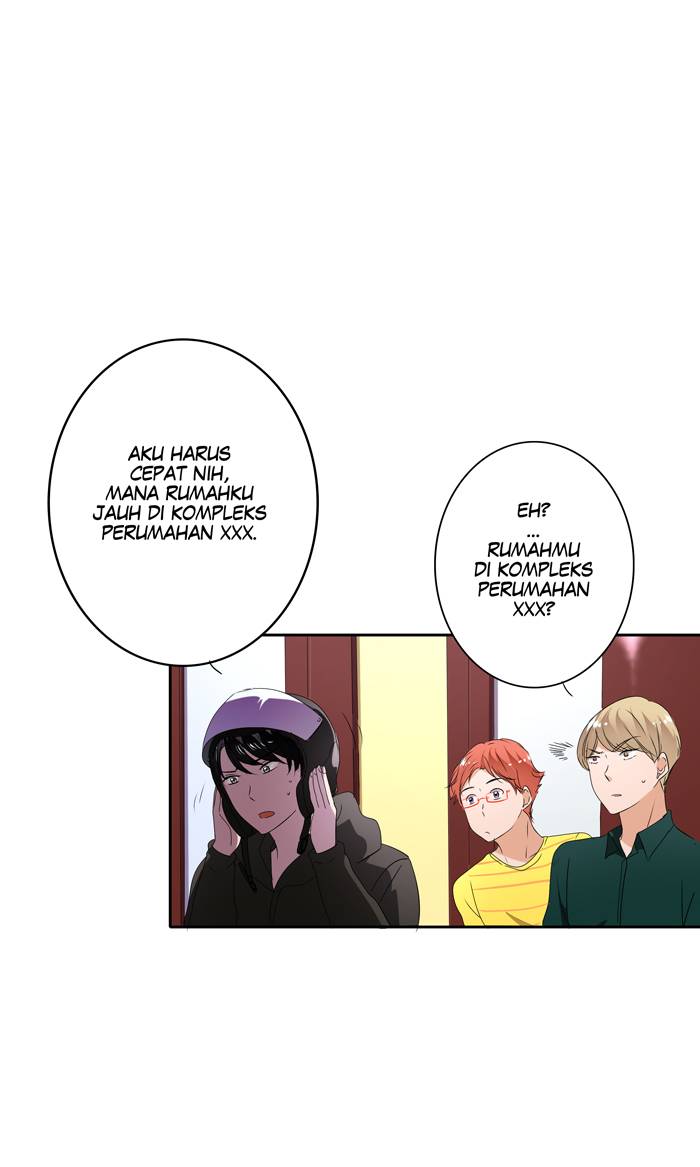 AKU HARUS
CEPAT NIH,
MANA RUMAHKU
JAUH DI KOMPLEKS
PERUMAHAN XXX.
EH?
...
RUMAHMU
DI KOMPLEKS
PERUMAHAN
XXX?